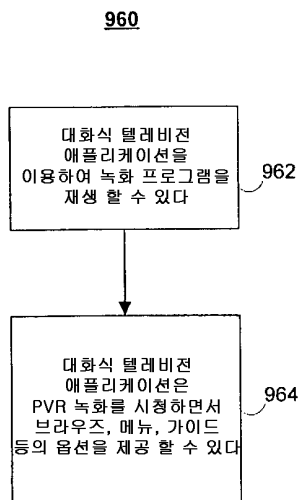 960
대화식 텔레비전
애플리케이션을
이용하여 녹화 프로그램을
재생 할 수 있다
962
대화식 텔레비전
애플리케이션은
PVR 녹화를 시청하면서
브라우즈, 메뉴, 가이드
등의 옵션을 제공 할 수 있다
964